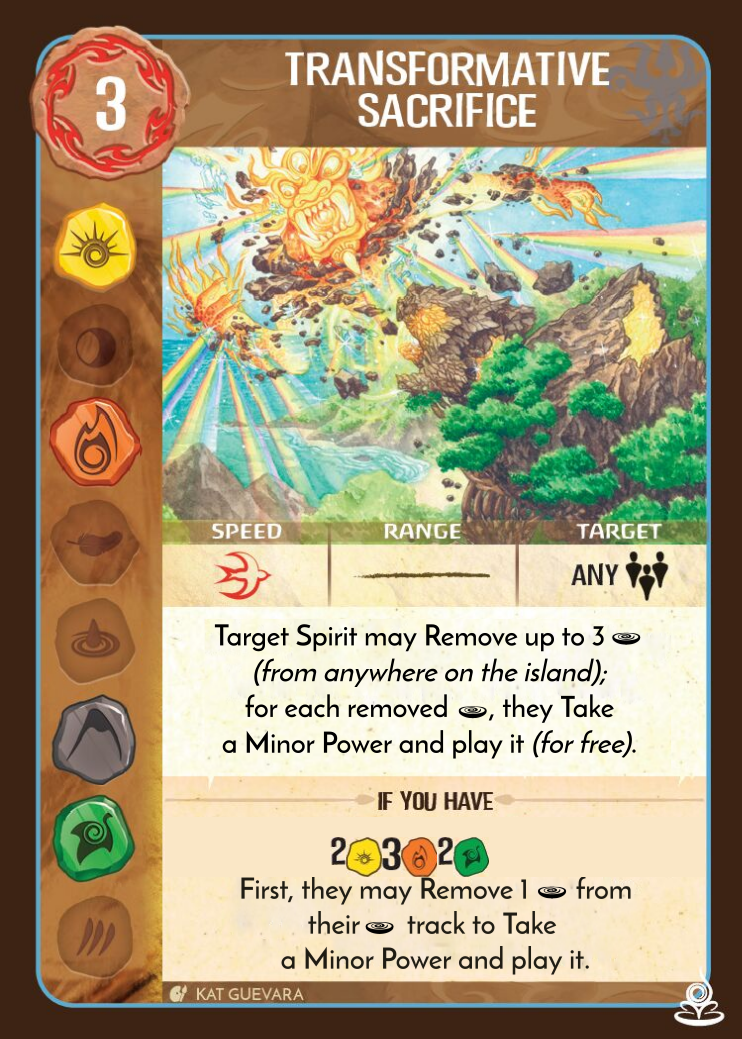 3
TRANSFORMATIVE
SACRIFICE
SPEED RANGE TARGET
ANY
Target Spirit may Remove up to 3
(from anywhere on the island);
for each removed , they Take
a Minor Power and play it (for free).
IF YOU HAVE
2 3 2
First, they may Remove 1 from
their track to Take
a Minor Power and play it.
KAT GUEVARA